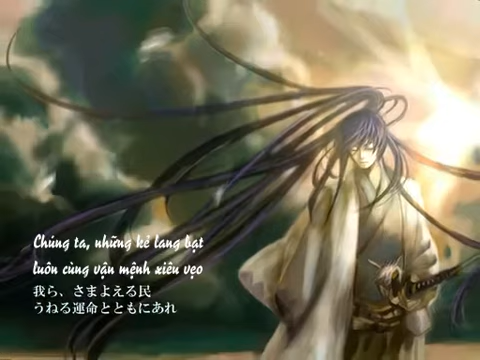 Chúng ta, những kẻ lang bạt
luôn cùng vận mệnh xiêu vẹo
我ら、さまよえる民
うねる運命とともにあれ